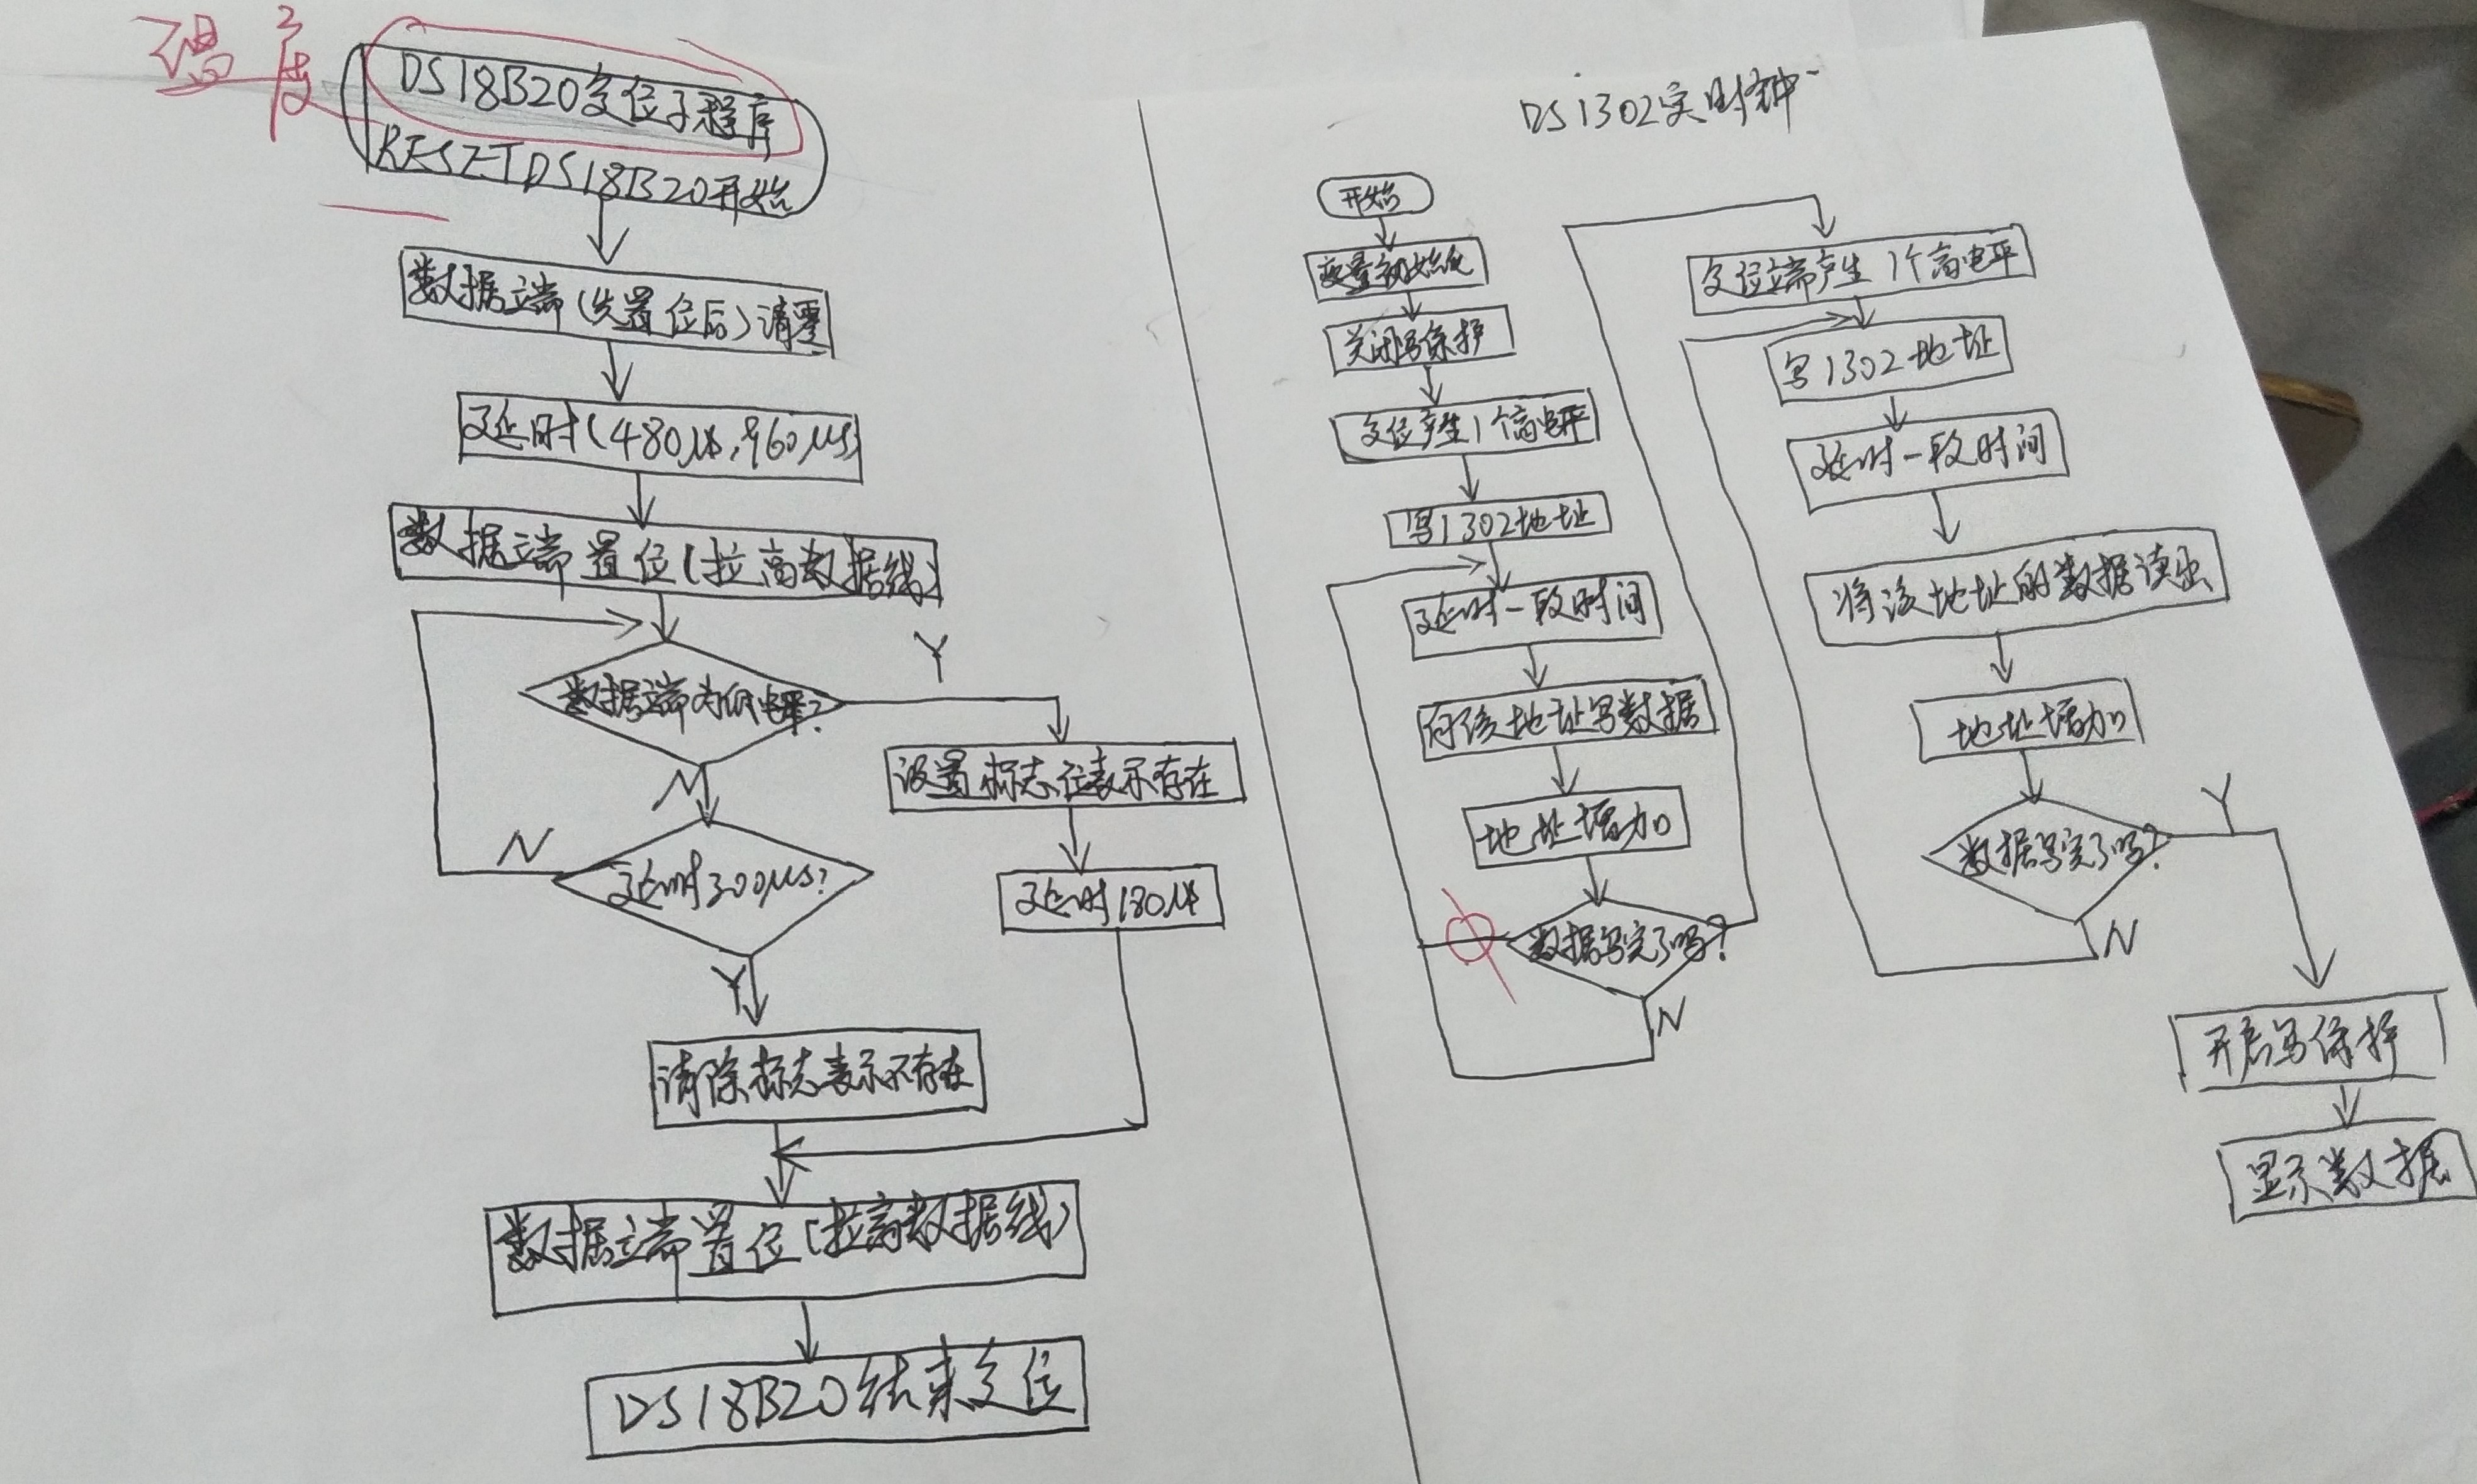 温度
DS18B20复位子程序
RESETDS18B20开始
数据端(先置位后)清零
延时(480μs,960μs)
数据端置位(拉高数据线)
数据端为低电平?
Y
N
设置标志位表示存在
延时180μs
延时300μs?
N
Y
清除标志表示不存在
数据端置位(拉高数据线)
DS18B20结束复位
DS1302实时钟
开始
变量初始化
关闭写保护
复位产生1个高电平
写1302地址
延时一段时间
向该地址写数据
地址增加
数据写完了吗?
N
复位端产生1个高电平
写1302地址
延时一段时间
将该地址的数据读出
地址增加
数据写完了吗?
Y
N
开启写保护
显示数据